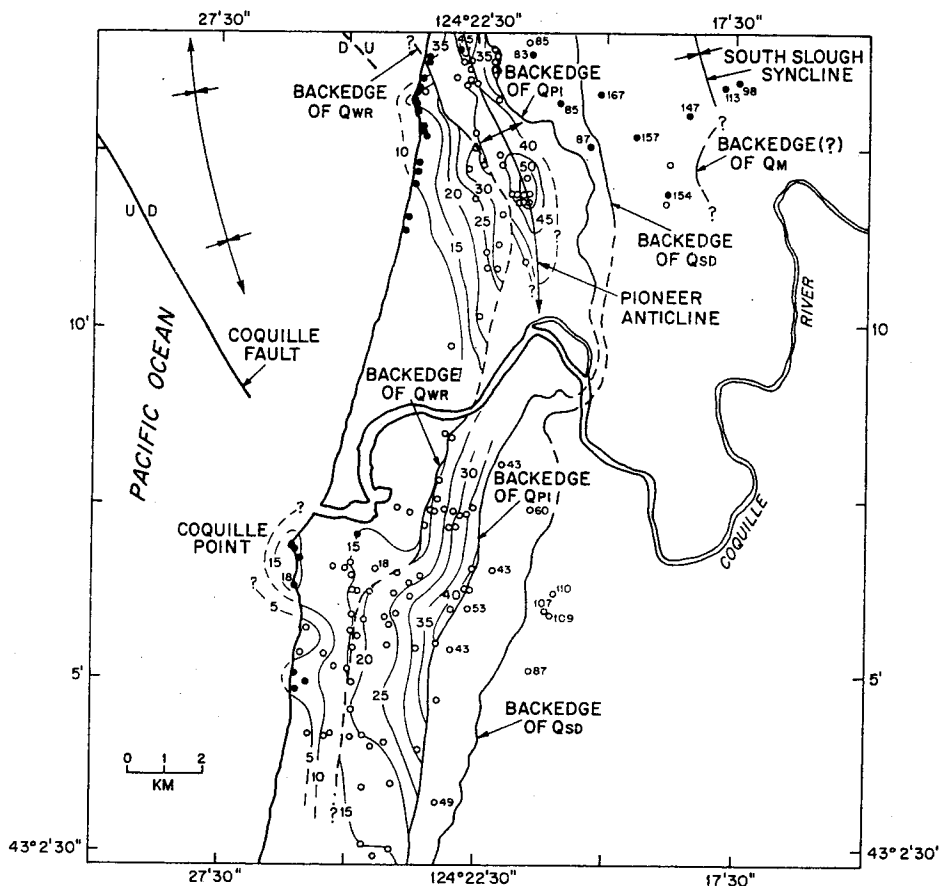 27'30"
124°22'30"
17'30"
D U
?
35
45
35
85
83
BACKEDGE
OF QPI
SOUTH SLOUGH
SYNCLINE
BACKEDGE
OF QWR
167
147
113
98
85
?
10
40
87
157
BACKEDGE(?)
OF QM
50
30
20
154
25
45
?
?
U D
15
BACKEDGE
OF QSD
?
PIONEER
ANTICLINE
10'
10'
RIVER
COQUILLE
FAULT
BACKEDGE
OF QWR
?
PACIFIC OCEAN
30
43
BACKEDGE
OF QPI
60
COQUILLE
?
COQUILLE
POINT
15
15
18
43
18
?
40
110
5
53
107
109
35
43
20
5'
5'
87
25
BACKEDGE
OF QSD
0 1 2
KM
5
10
?
15
49
43°2'30"
43°2'30"
27'30"
124°22'30"
17'30"